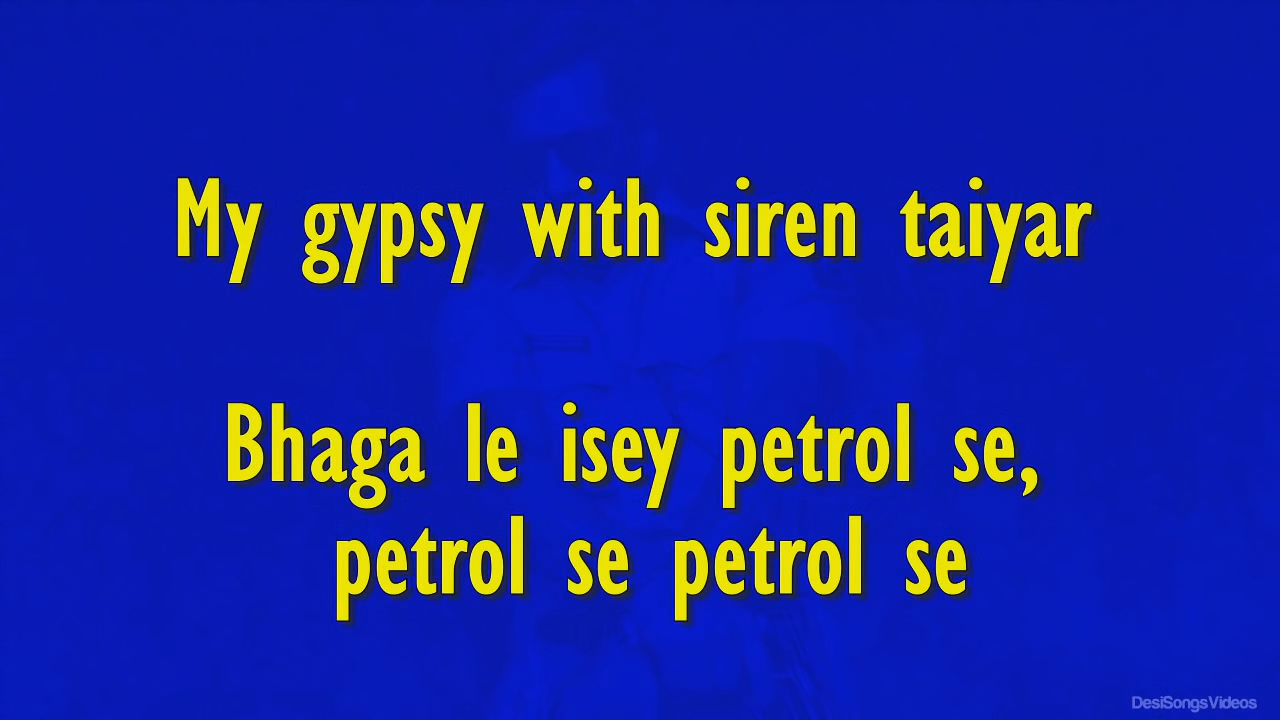 My gypsy with siren taiyar
Bhaga le isey petrol se,
petrol se petrol se
DesiSongsVideos